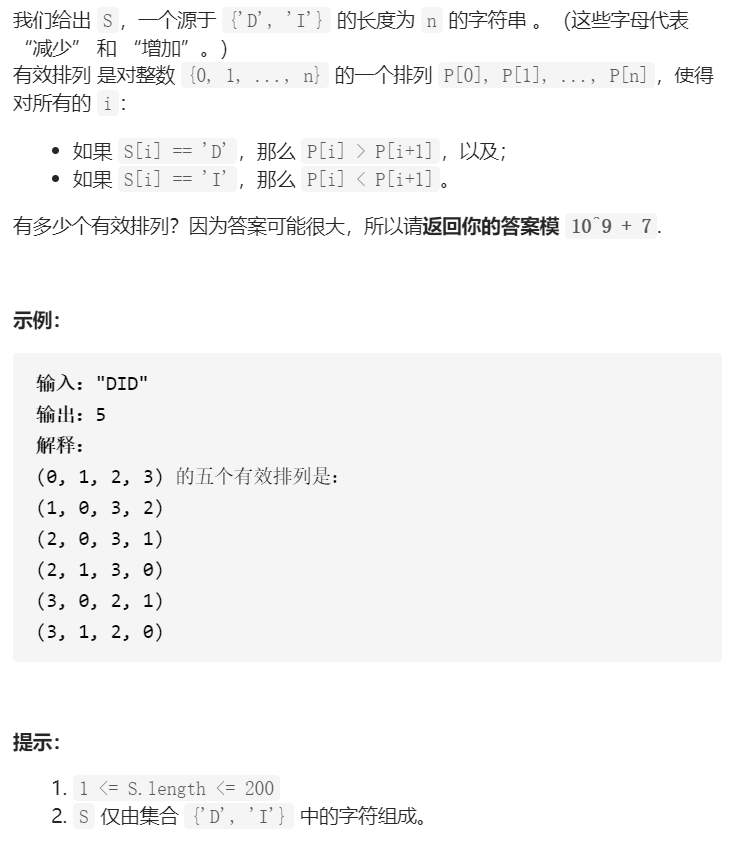 我们给出 S，一个源于 {'D', 'I'} 的长度为 n 的字符串 。（这些字母代表
“减少” 和 “增加”。）
有效排列 是对整数 {0, 1, ..., n} 的一个排列 P[0], P[1], ..., P[n]，使得
对所有的 i：
• 如果 S[i] == 'D'，那么 P[i] > P[i+1]，以及；
• 如果 S[i] == 'I'，那么 P[i] < P[i+1]。
有多少个有效排列？因为答案可能很大，所以请返回你的答案模 10^9 + 7.
示例：
输入："DID"
输出：5
解释：
(0, 1, 2, 3) 的五个有效排列是：
(1, 0, 3, 2)
(2, 0, 3, 1)
(2, 1, 3, 0)
(3, 0, 2, 1)
(3, 1, 2, 0)
提示：
1. 1 <= S.length <= 200
2. S 仅由集合 {'D', 'I'} 中的字符组成。